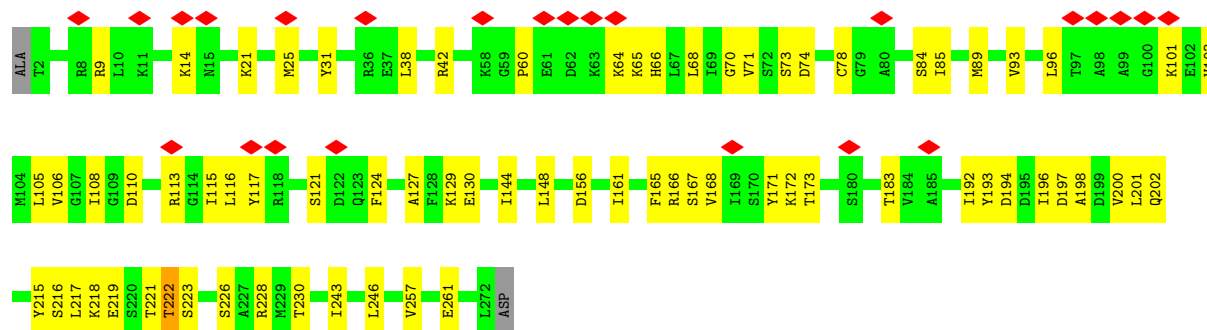 ALA T2 R8 R9 L10 K11 K14 N15 K21 M25 Y31 R36 E37 L38 R42 K58 G59 P60 E61 D62 K63 K64 K65 H66 L67 L68 I69 G70 V71 S72 S73 D74 C78 G79 A80 S84 I85 M89 V93 L96 T97 A98 A99 G100 K101 E102
M104 L105 V106 G107 I108 G109 D110 R113 G114 I115 L116 Y117 R118 S121 D122 Q123 F124 A127 F128 K129 E130 I144 L148 D156 I161 F165 R166 S167 V168 I169 S170 Y171 K172 T173 S180 T183 V184 A185 I192 Y193 D194 D195 I196 D197 A198 D199 V200 L201 Q202
Y215 S216 L217 K218 E219 S220 T221 T222 S223 S226 A227 R228 M229 T230 I243 L246 V257 E261 L272 ASP